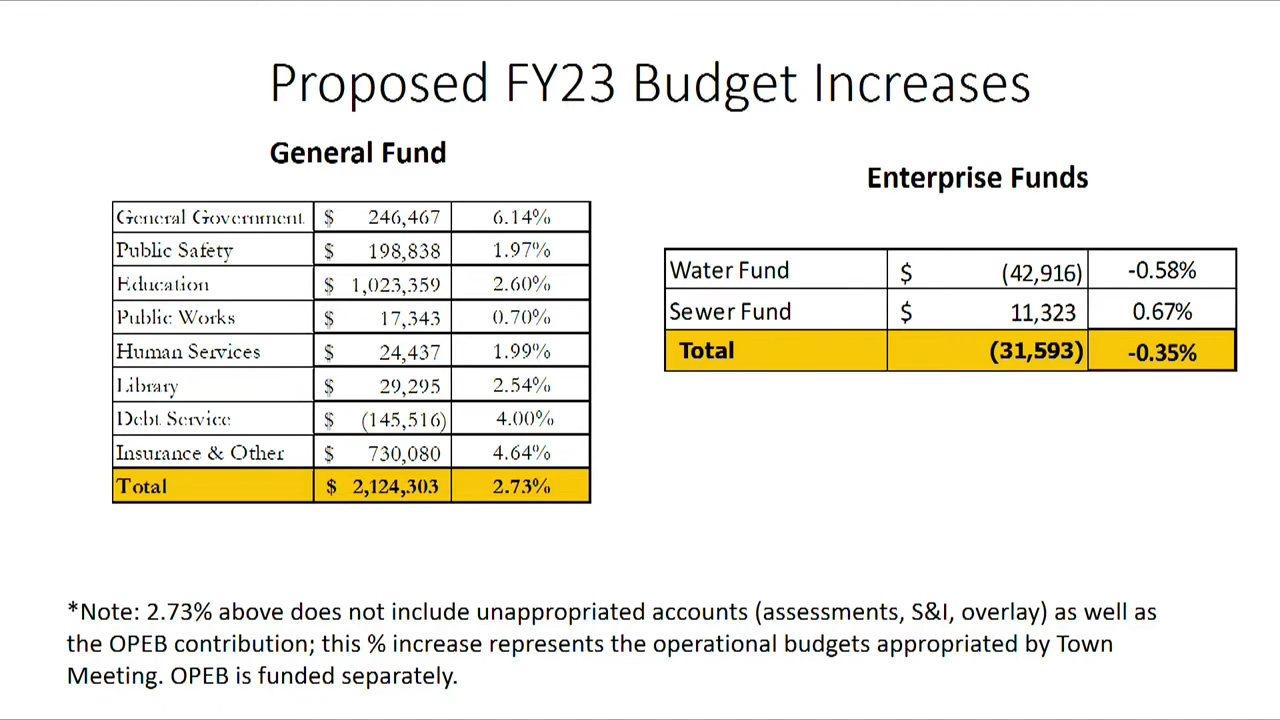 Proposed FY23 Budget Increases
General Fund
General Government $ 246,467 6.14%
Public Safety $ 198,838 1.97%
Education $ 1,023,359 2.60%
Public Works $ 17,343 0.70%
Human Services $ 24,437 1.99%
Library $ 29,295 2.54%
Debt Service $ (145,516) 4.00%
Insurance & Other $ 730,080 4.64%
Total $ 2,124,303 2.73%
Enterprise Funds
Water Fund $ (42,916) -0.58%
Sewer Fund $ 11,323 0.67%
Total (31,593) -0.35%
*Note: 2.73% above does not include unappropriated accounts (assessments, S&I, overlay) as well as
the OPEB contribution; this % increase represents the operational budgets appropriated by Town
Meeting. OPEB is funded separately.